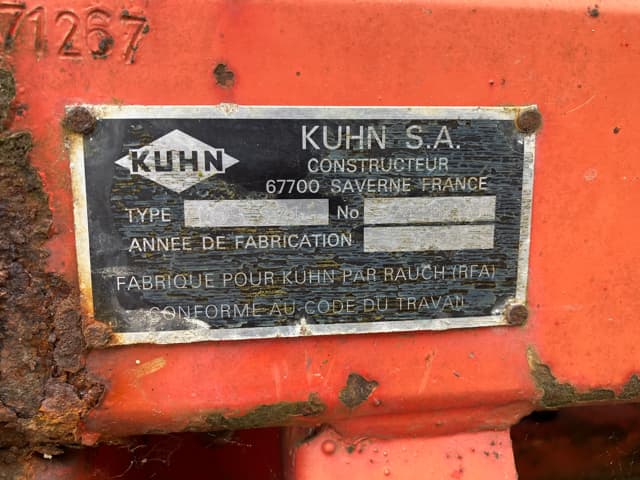 71267
KUHN
KUHN S.A.
CONSTRUCTEUR
67700 SAVERNE FRANCE
TYPE No
ANNEE DE FABRICATION
FABRIQUE POUR KUHN PAR RAUCH (RFA)
CONFORME AU CODE DU TRAVAN